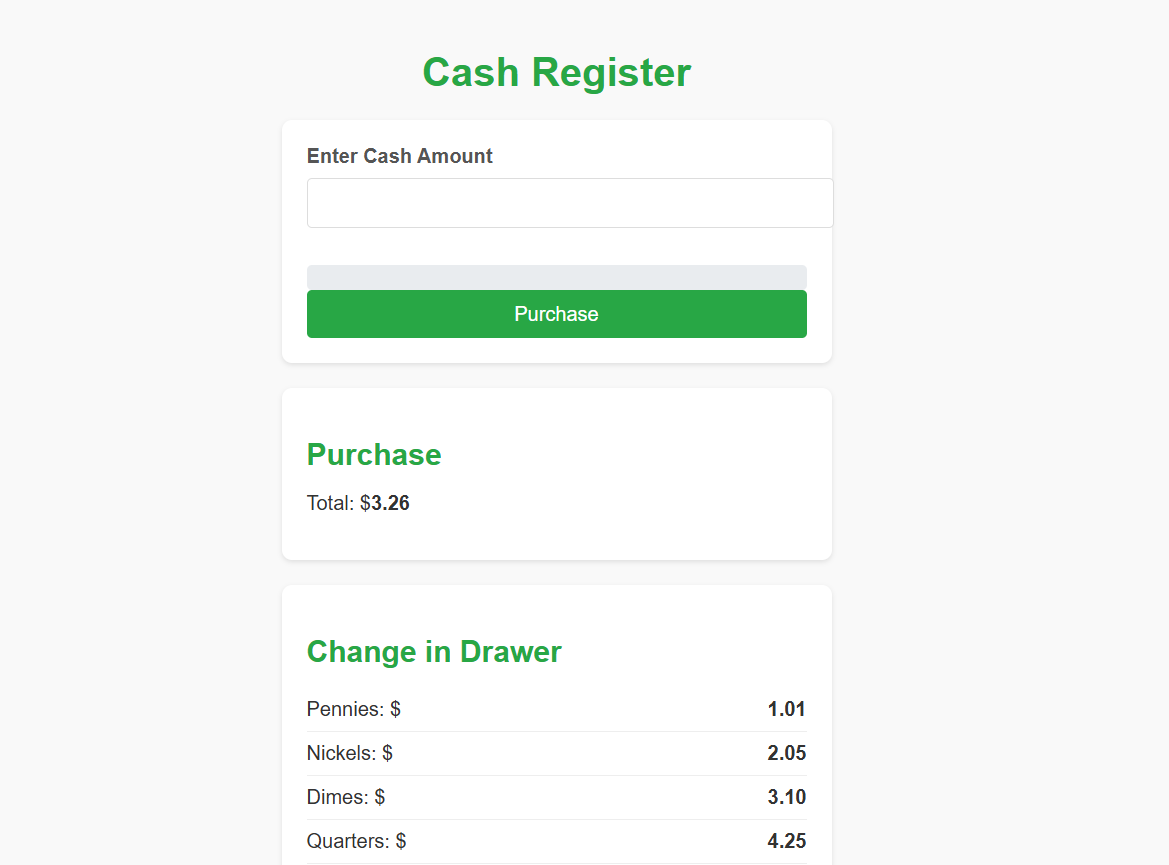 Cash Register
Enter Cash Amount
Purchase
Purchase
Total: $3.26
Change in Drawer
Pennies: $ 1.01
Nickels: $ 2.05
Dimes: $ 3.10
Quarters: $ 4.25